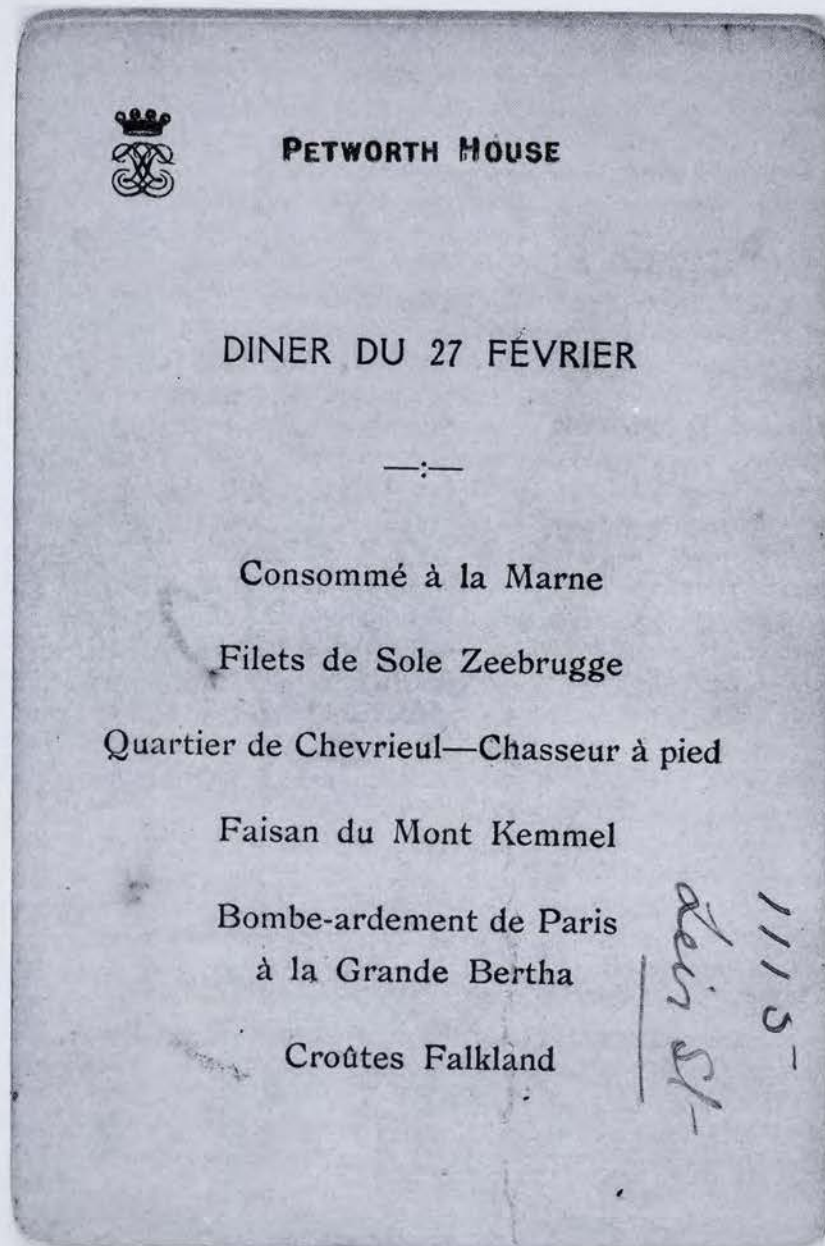 PETWORTH HOUSE
DINER DU 27 FÉVRIER
Consommé à la Marne
Filets de Sole Zeebrugge
Quartier de Chevrieul—Chasseur à pied
Faisan du Mont Kemmel
Bombe-ardement de Paris
à la Grande Bertha
Croûtes Falkland
1115